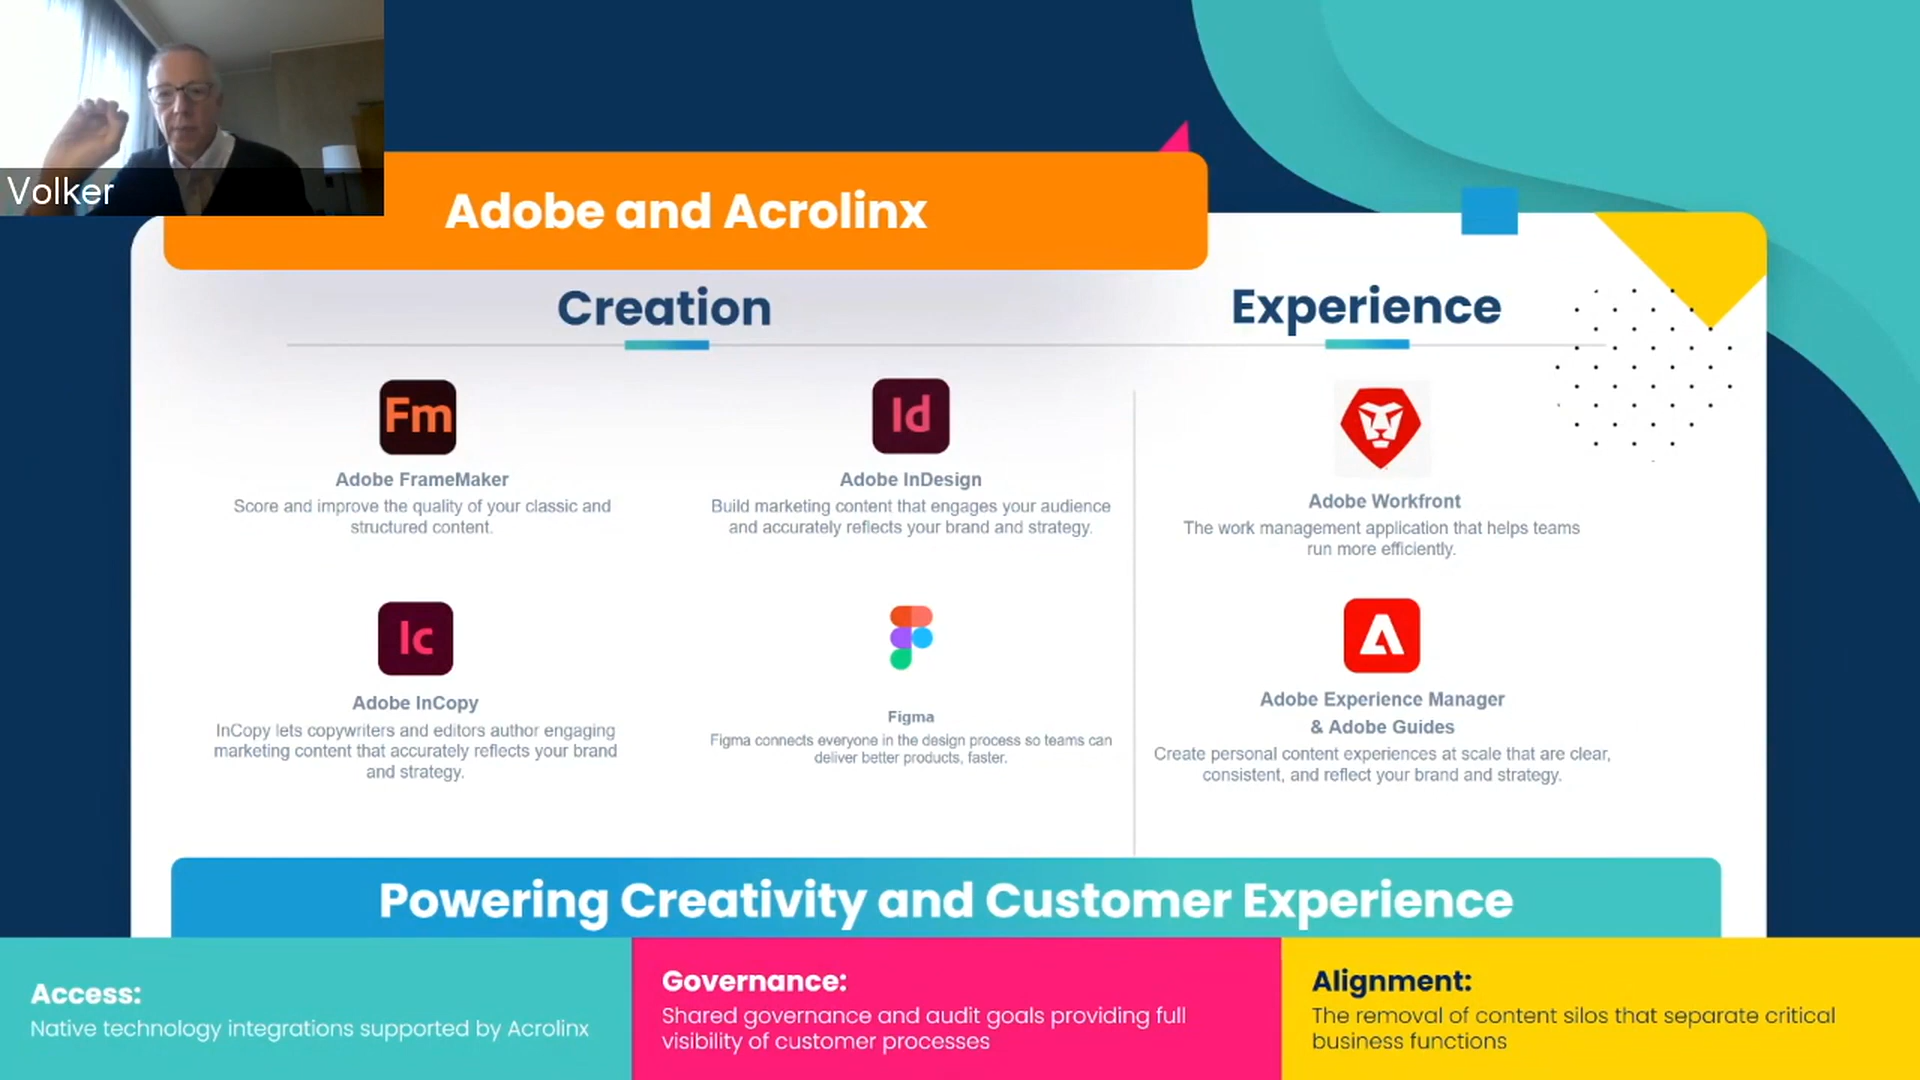 Volker
Adobe and Acrolinx
Creation
Experience
Fm
Adobe FrameMaker
Score and improve the quality of your classic and
structured content.
Id
Adobe InDesign
Build marketing content that engages your audience
and accurately reflects your brand and strategy.
Adobe Workfront
The work management application that helps teams
run more efficiently.
Ic
Adobe InCopy
InCopy lets copywriters and editors author engaging
marketing content that accurately reflects your brand
and strategy.
Figma
Figma connects everyone in the design process so teams can
deliver better products, faster.
Adobe Experience Manager
& Adobe Guides
Create personal content experiences at scale that are clear,
consistent, and reflect your brand and strategy.
Powering Creativity and Customer Experience
Access:
Native technology integrations supported by Acrolinx
Governance:
Shared governance and audit goals providing full
visibility of customer processes
Alignment:
The removal of content silos that separate critical
business functions